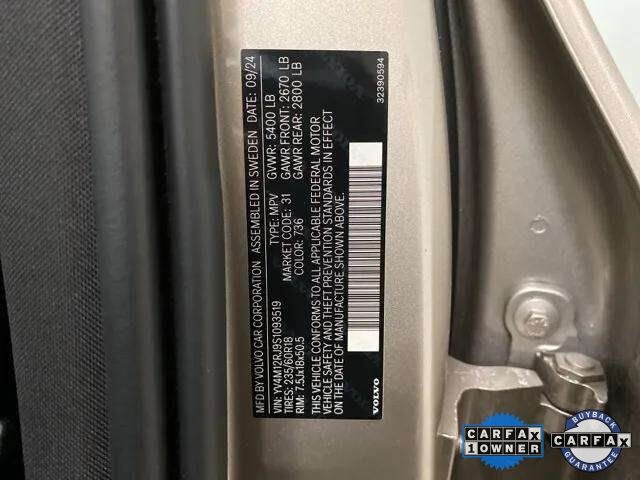 MFD BY VOLVO CAR CORPORATION ASSEMBLED IN SWEDEN DATE: 09/24
VIN: YV4M12RJ9S1093519 TYPE: MPV GVWR: 5400 LB
TIRES: 235/60R18 MARKET CODE: 31 GAWR FRONT: 2670 LB
RIM: 7.5Jx18x50.5 COLOR: 736 GAWR REAR: 2800 LB
THIS VEHICLE CONFORMS TO ALL APPLICABLE FEDERAL MOTOR
VEHICLE SAFETY AND THEFT PREVENTION STANDARDS IN EFFECT
ON THE DATE OF MANUFACTURE SHOWN ABOVE.
VOLVO
32390594
CARFAX
1 OWNER
BUYBACK
CARFAX
GUARANTEE